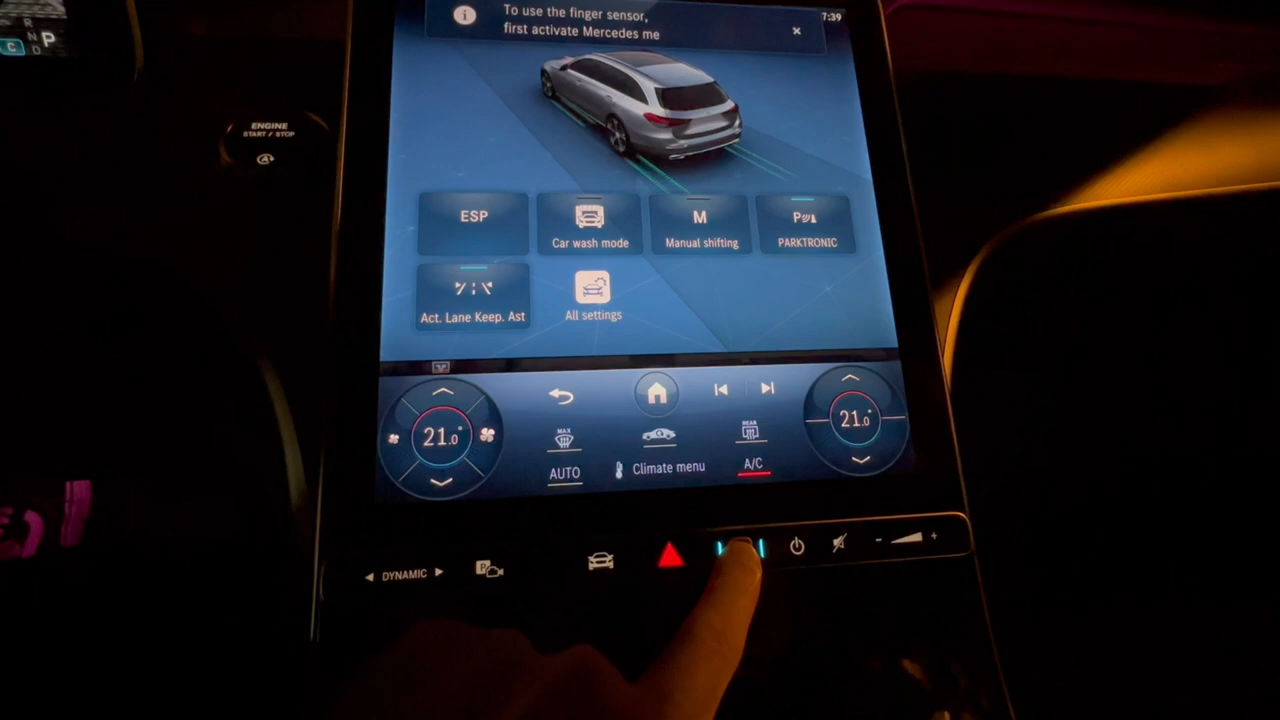 To use the finger sensor,
first activate Mercedes me
7:39
R
N
D
P
C
ENGINE
START / STOP
A
ESP
Car wash mode
M
Manual shifting
P
PARKTRONIC
Act. Lane Keep. Ast
All settings
21.0°
MAX
REAR
21.0°
AUTO
Climate menu
A/C
DYNAMIC
P
- +